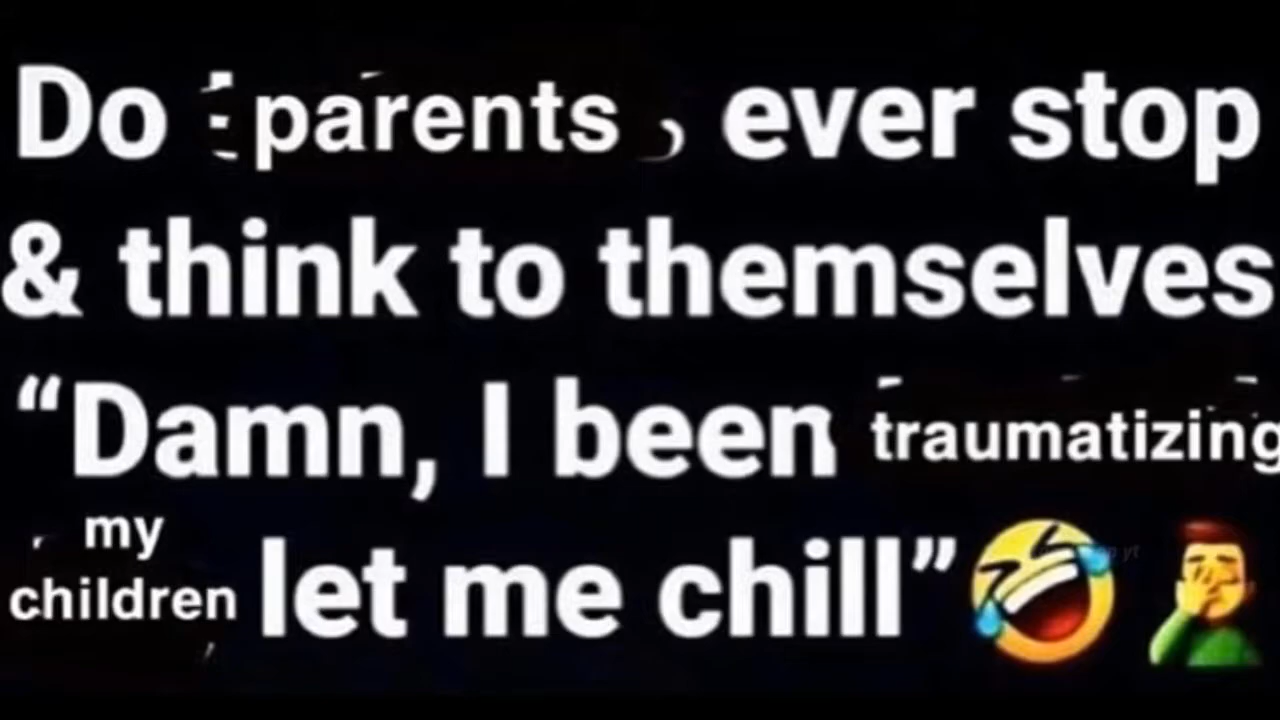 Do parents ever stop
& think to themselves
“Damn, I been traumatizing
my children let me chill”🤣🤦‍♂️